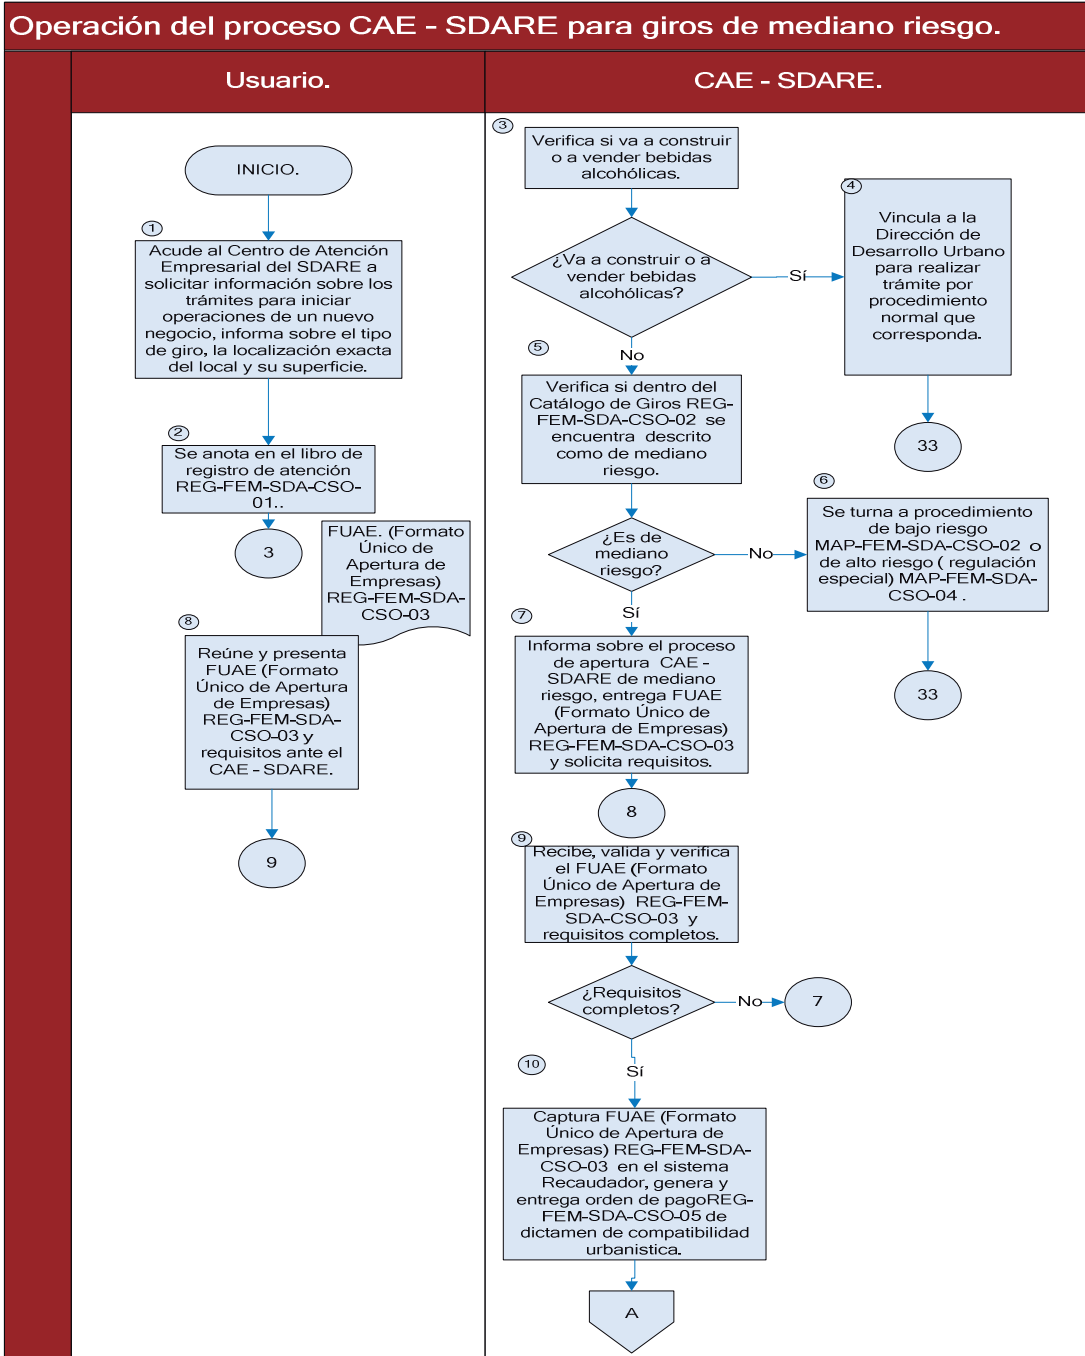 Operación del proceso CAE - SDARE para giros de mediano riesgo.
Usuario.
CAE - SDARE.
INICIO.
1
Acude al Centro de Atención
Empresarial del SDARE a
solicitar información sobre los
trámites para iniciar
operaciones de un nuevo
negocio, informa sobre el tipo
de giro, la localización exacta
del local y su superficie.
2
Se anota en el libro de
registro de atención
REG-FEM-SDA-CSO-
01..
3
FUAE. (Formato
Único de
Apertura de
Empresas)
REG-FEM-SDA-
CSO-03
8
Reúne y presenta
FUAE (Formato
Único de Apertura
de Empresas)
REG-FEM-SDA-
CSO-03 y
requisitos ante el
CAE - SDARE.
9
3
Verifica si va a construir
o a vender bebidas
alcohólicas.
¿Va a construir o a
vender bebidas
alcohólicas?
Sí
4
Vincula a la
Dirección de
Desarrollo Urbano
para realizar
trámite por
procedimiento
normal que
corresponda.
33
No
5
Verifica si dentro del
Catálogo de Giros REG-
FEM-SDA-CSO-02 se
encuentra descrito
como de mediano
riesgo.
¿Es de
mediano
riesgo?
No
6
Se turna a procedimiento
de bajo riesgo
MAP-FEM-SDA-CSO-02 o
de alto riesgo ( regulación
especial) MAP-FEM-SDA-
CSO-04 .
33
Sí
7
Informa sobre el proceso
de apertura CAE -
SDARE de mediano
riesgo, entrega FUAE
(Formato Único de
Apertura de Empresas)
REG-FEM-SDA-CSO-03
y solicita requisitos.
8
9
Recibe, valida y verifica
el FUAE (Formato
Único de Apertura de
Empresas) REG-FEM-
SDA-CSO-03 y
requisitos completos.
¿Requisitos
completos?
No
7
Sí
10
Captura FUAE (Formato
Único de Apertura de
Empresas) REG-FEM-SDA-
CSO-03 en el sistema
Recaudador, genera y
entrega orden de pagoREG-
FEM-SDA-CSO-05 de
dictamen de compatibilidad
urbanistica.
A